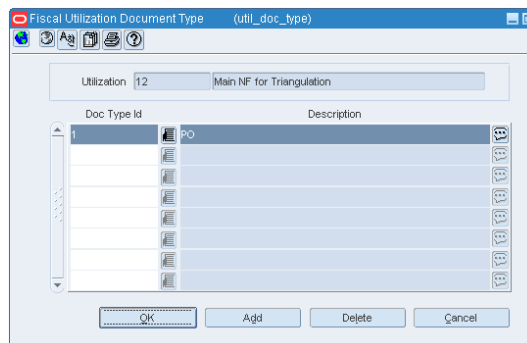 Fiscal Utilization Document Type (util_doc_type)
Utilization 12 Main NF for Triangulation
Doc Type Id Description
1 PO
OK Add Delete Cancel